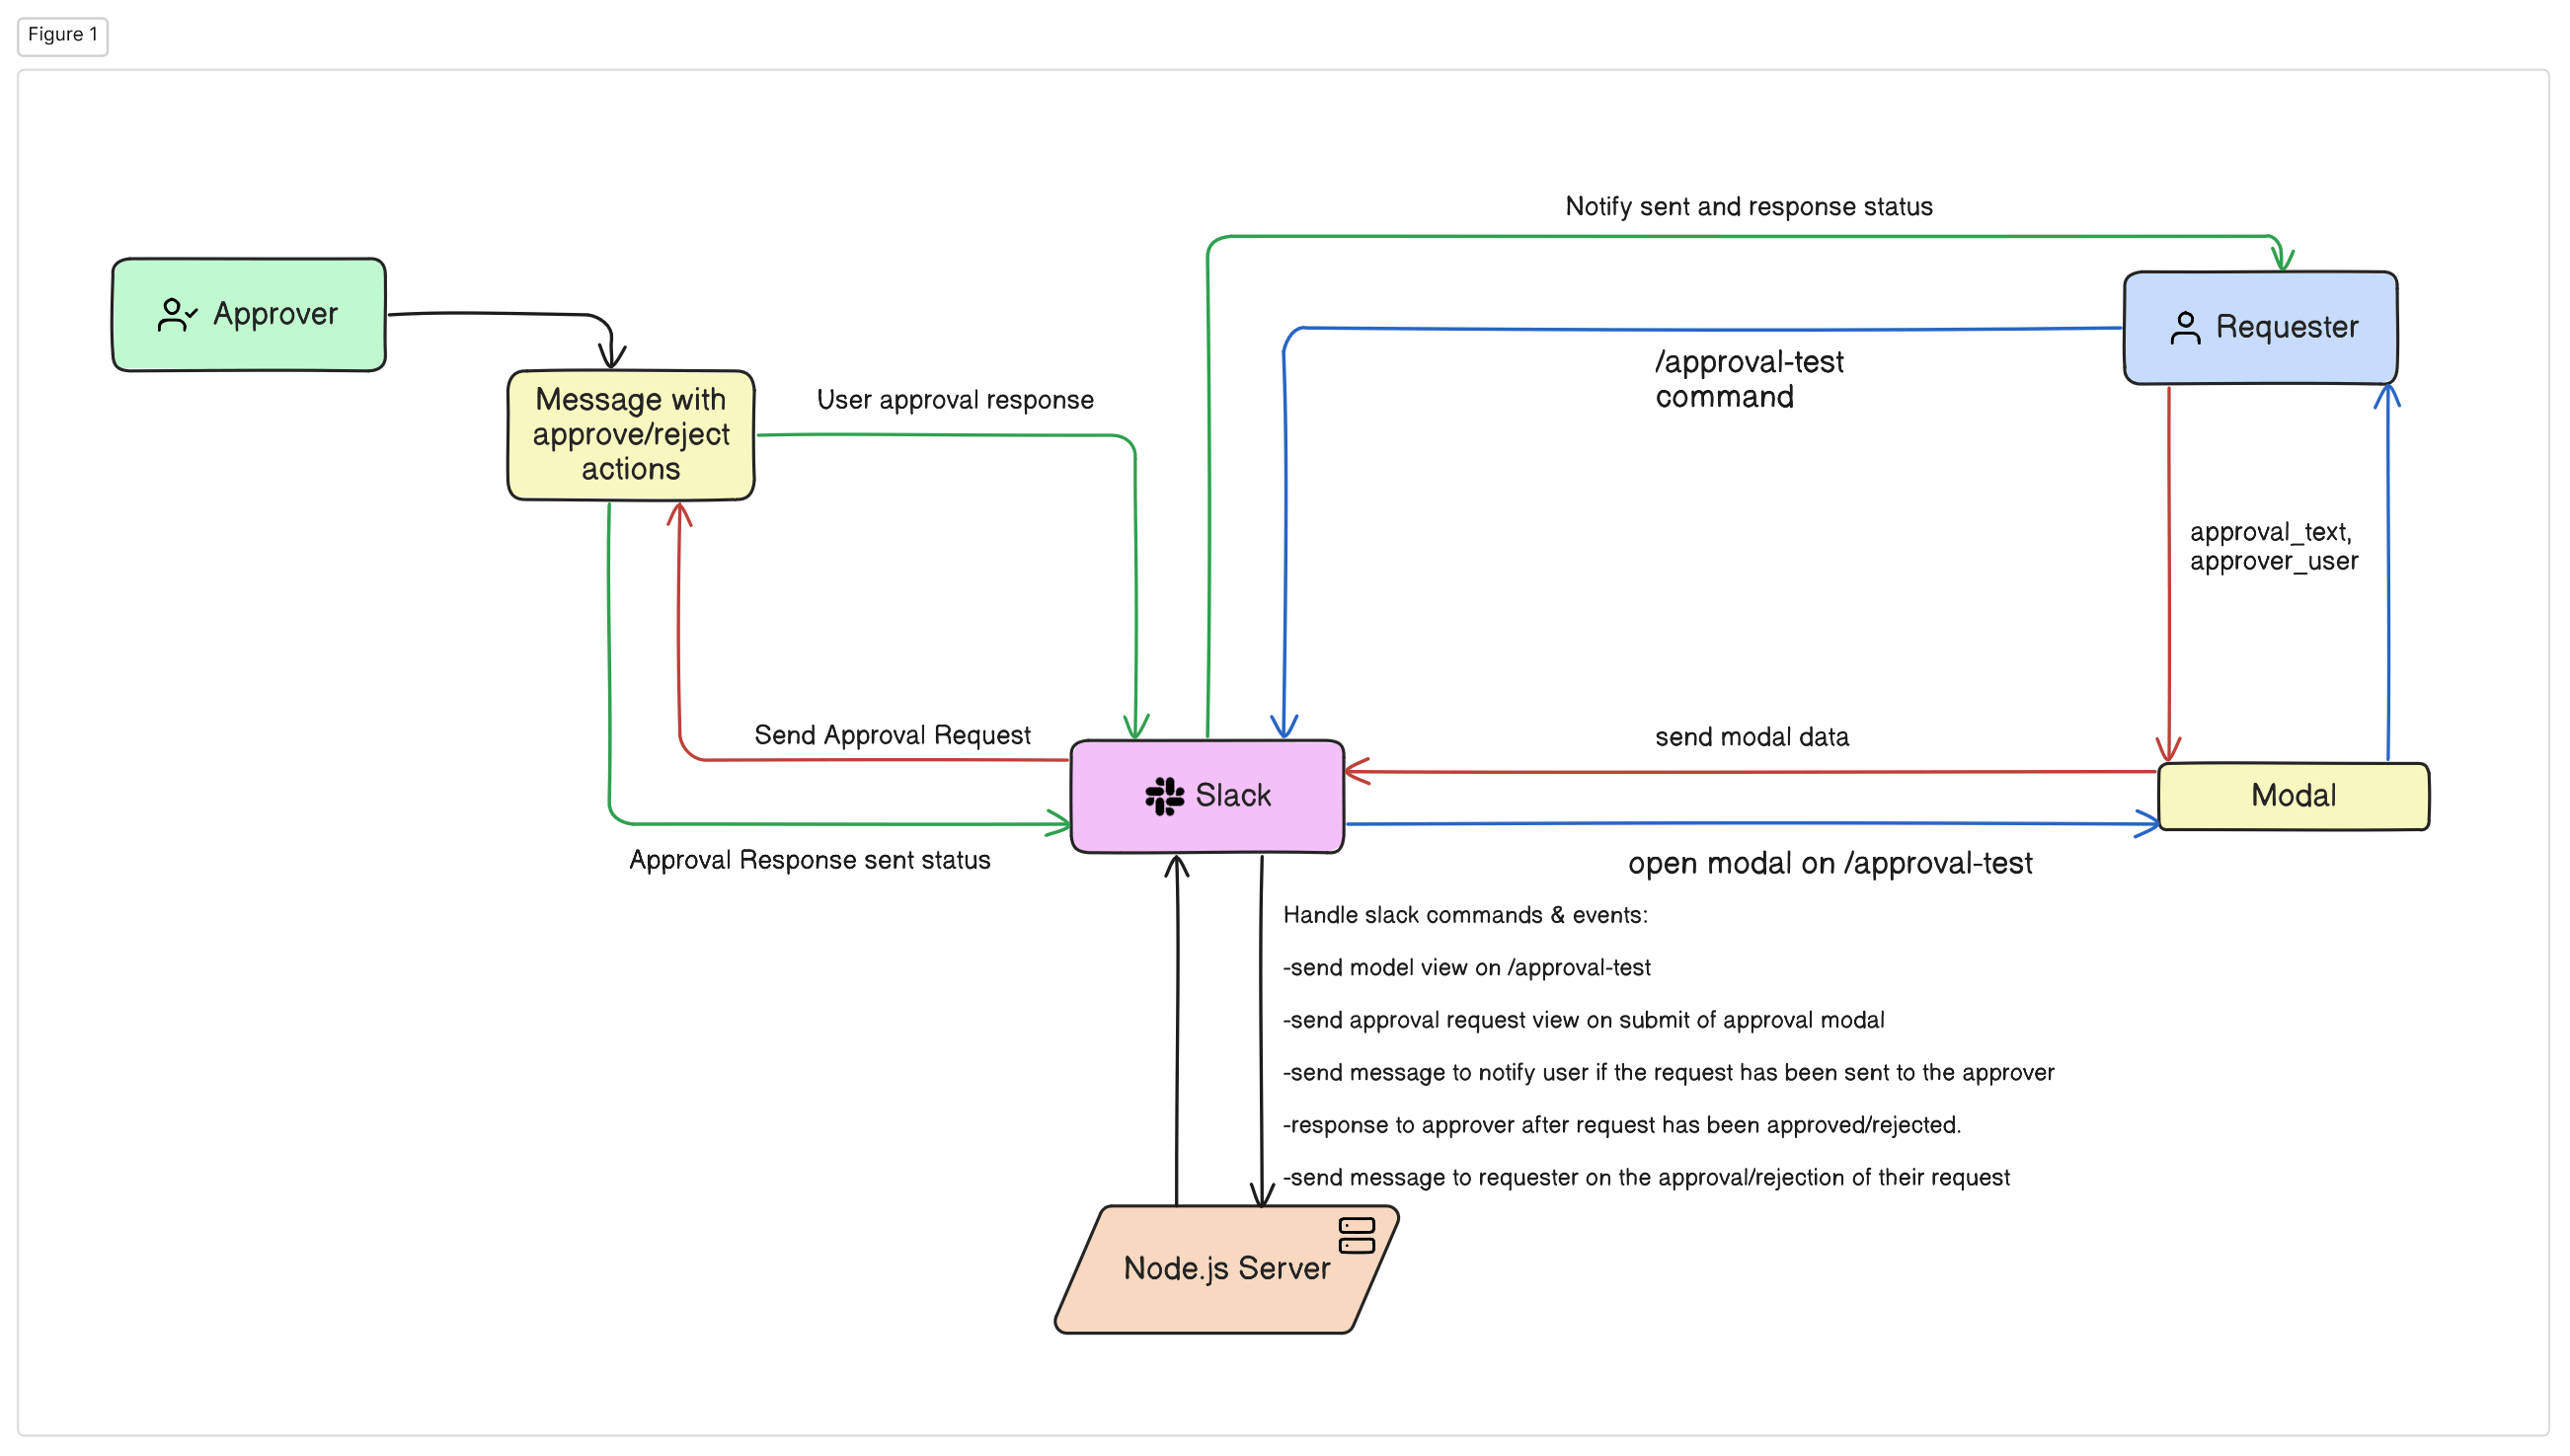 Figure 1
Notify sent and response status
Approver
Requester
/approval-test
command
Message with
approve/reject
actions
User approval response
approval_text,
approver_user
Send Approval Request
send modal data
Slack
Modal
Approval Response sent status
open modal on /approval-test
Handle slack commands & events:
-send model view on /approval-test
-send approval request view on submit of approval modal
-send message to notify user if the request has been sent to the approver
-response to approver after request has been approved/rejected.
-send message to requester on the approval/rejection of their request
Node.js Server